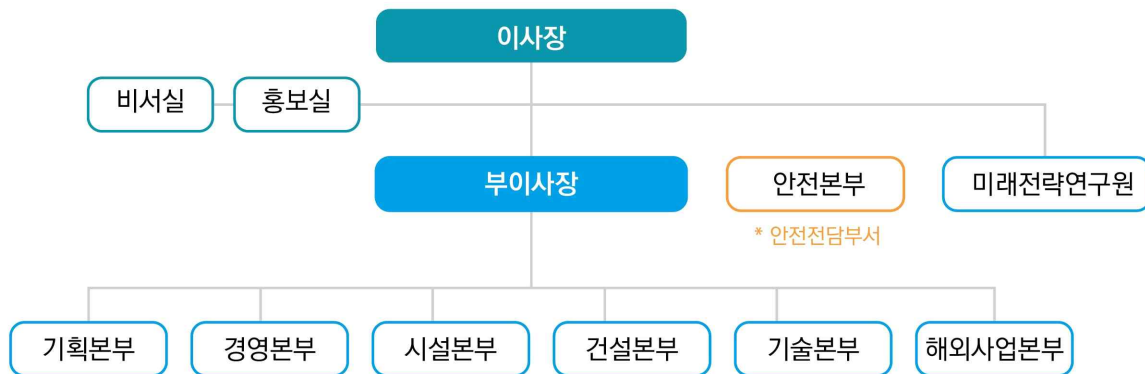 이사장
비서실
홍보실
부이사장
안전본부
미래전략연구원
* 안전전담부서
기획본부
경영본부
시설본부
건설본부
기술본부
해외사업본부